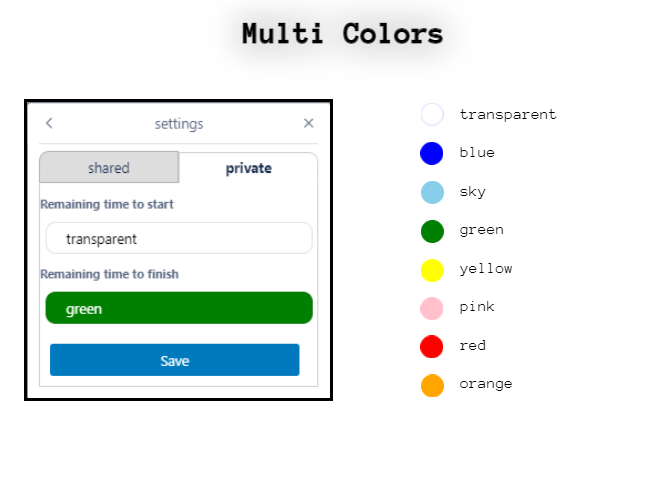 Multi Colors
settings
shared
private
Remaining time to start
transparent
Remaining time to finish
green
Save
transparent
blue
sky
green
yellow
pink
red
orange